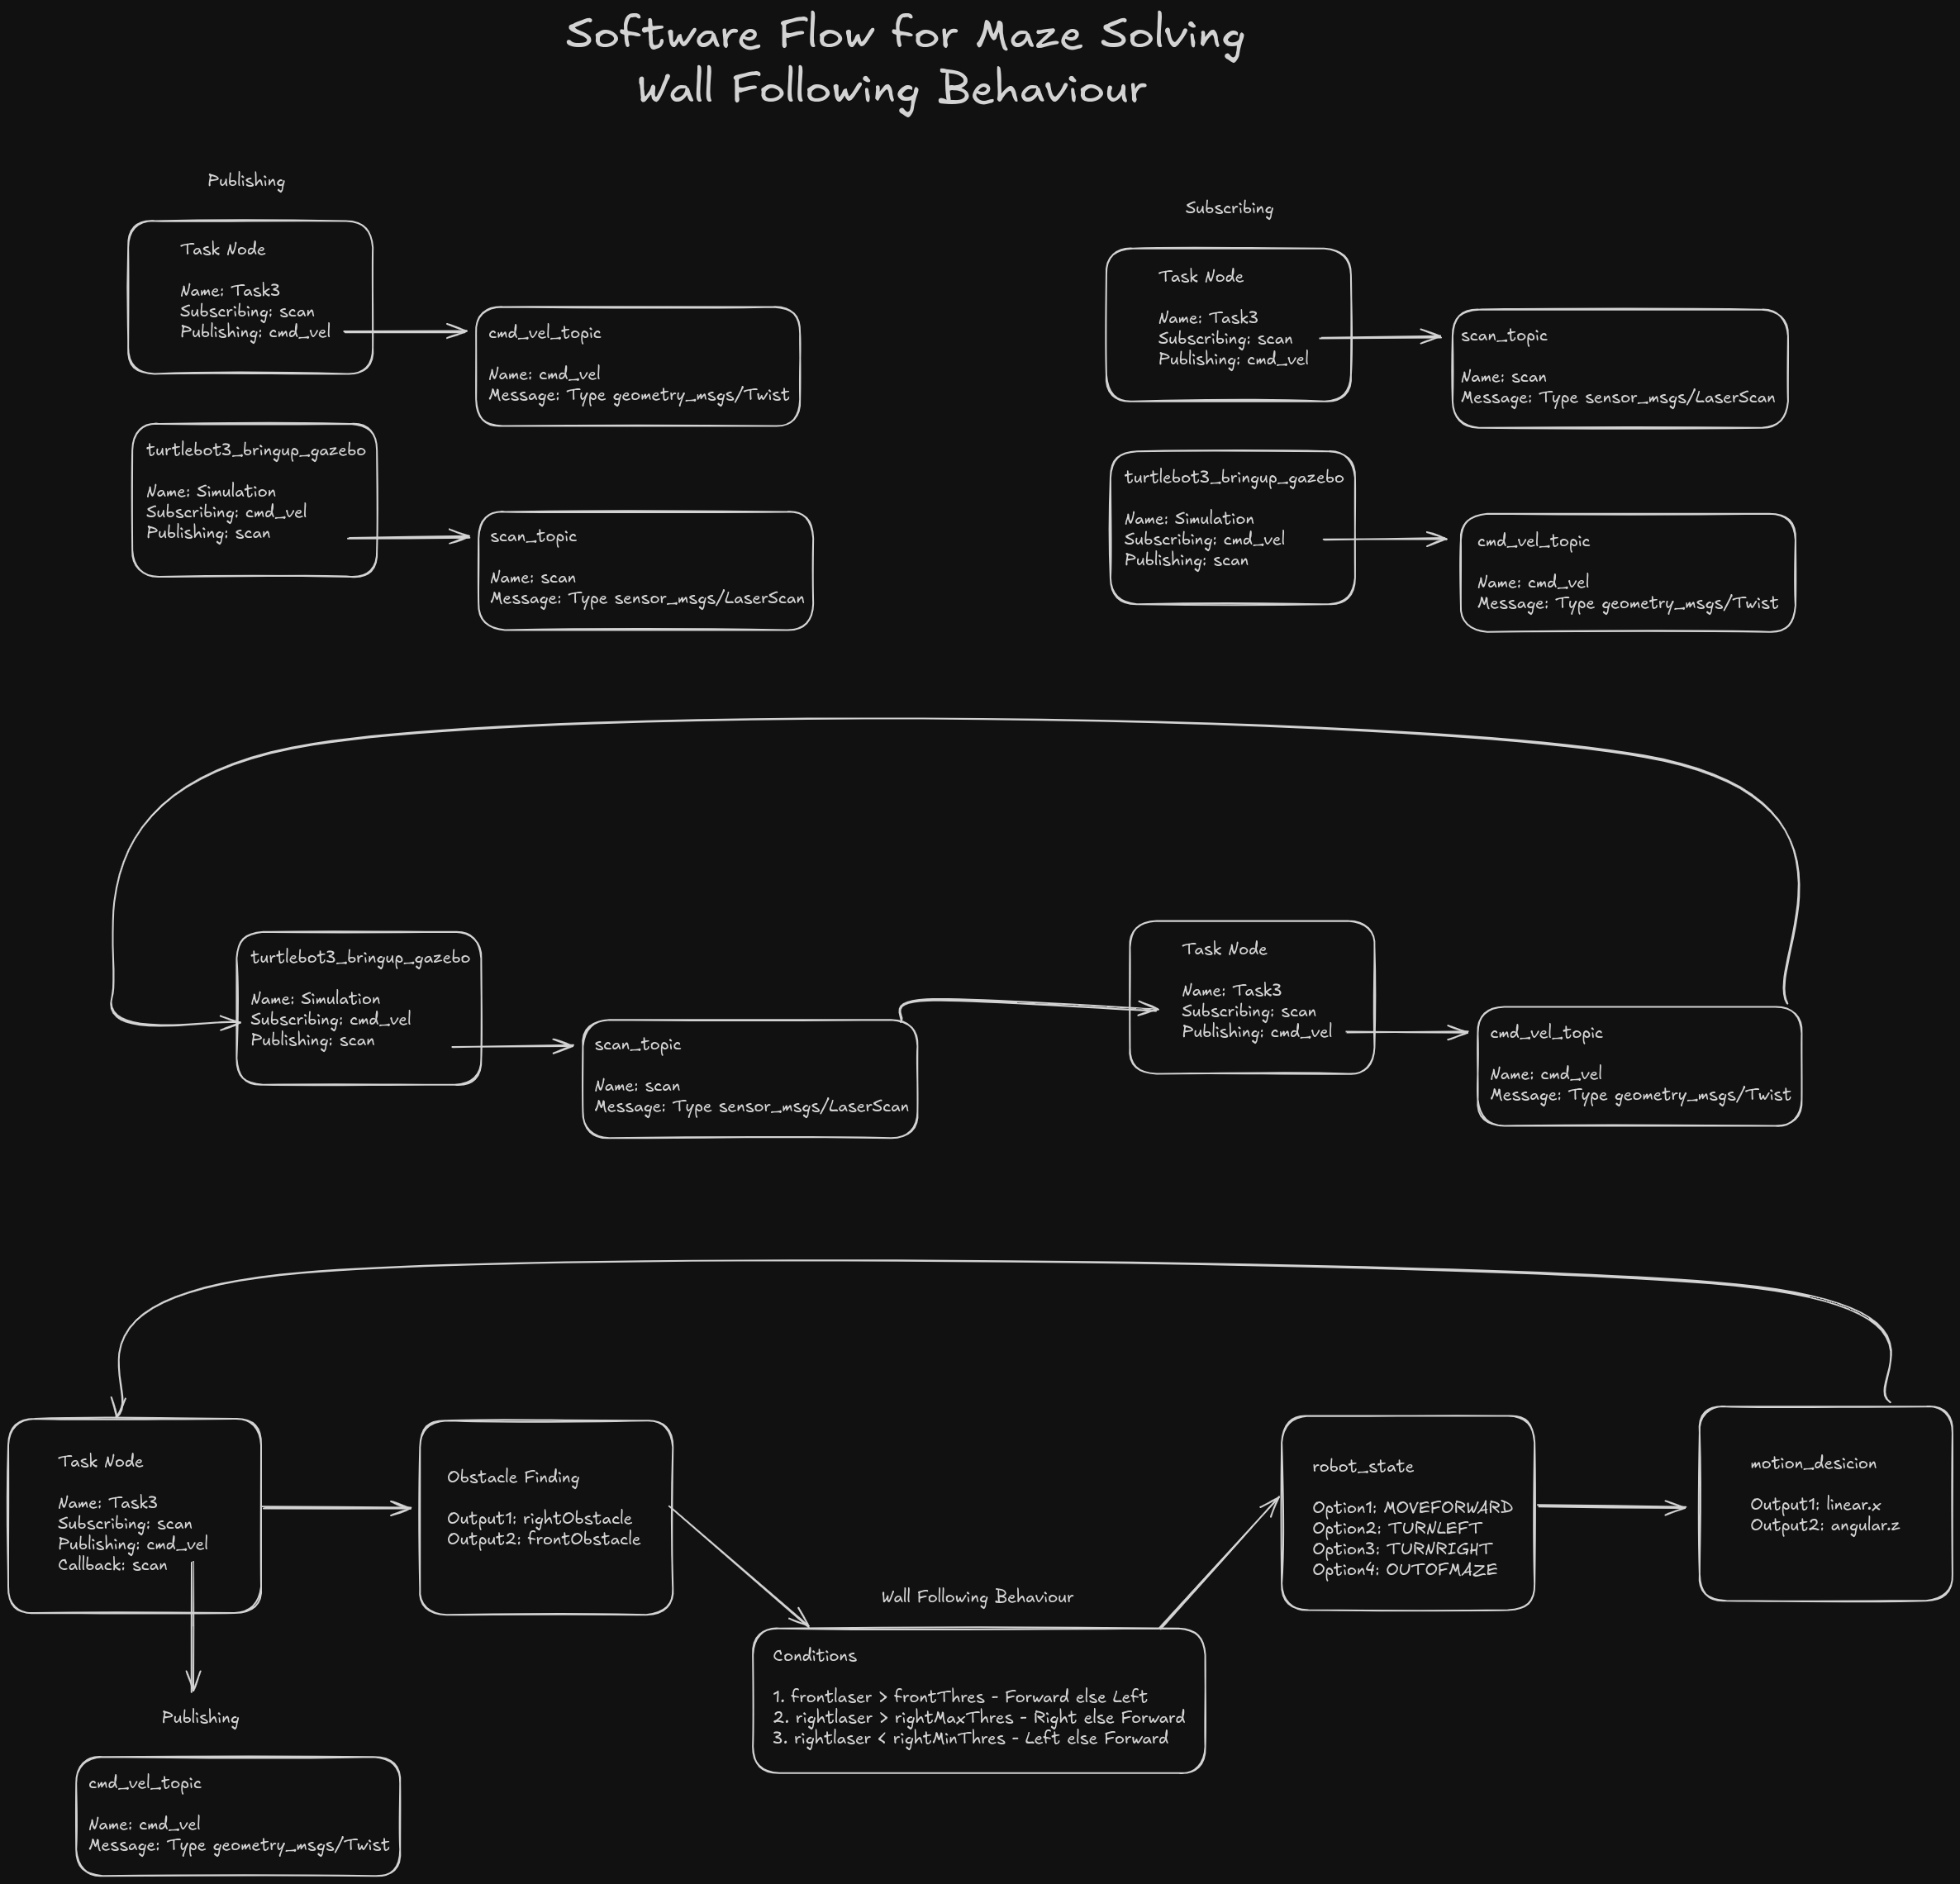 Software Flow for Maze Solving
Wall Following Behaviour
Publishing
Task Node
Name: Task3
Subscribing: scan
Publishing: cmd_vel
cmd_vel_topic
Name: cmd_vel
Message: Type geometry_msgs/Twist
turtlebot3_bringup_gazebo
Name: Simulation
Subscribing: cmd_vel
Publishing: scan
scan_topic
Name: scan
Message: Type sensor_msgs/LaserScan
Subscribing
Task Node
Name: Task3
Subscribing: scan
Publishing: cmd_vel
scan_topic
Name: scan
Message: Type sensor_msgs/LaserScan
turtlebot3_bringup_gazebo
Name: Simulation
Subscribing: cmd_vel
Publishing: scan
cmd_vel_topic
Name: cmd_vel
Message: Type geometry_msgs/Twist
turtlebot3_bringup_gazebo
Name: Simulation
Subscribing: cmd_vel
Publishing: scan
scan_topic
Name: scan
Message: Type sensor_msgs/LaserScan
Task Node
Name: Task3
Subscribing: scan
Publishing: cmd_vel
cmd_vel_topic
Name: cmd_vel
Message: Type geometry_msgs/Twist
Task Node
Name: Task3
Subscribing: scan
Publishing: cmd_vel
Callback: scan
Publishing
cmd_vel_topic
Name: cmd_vel
Message: Type geometry_msgs/Twist
Obstacle Finding
Output1: rightObstacle
Output2: frontObstacle
Wall Following Behaviour
Conditions
1. frontlaser > frontThres - Forward else Left
2. rightlaser > rightMaxThres - Right else Forward
3. rightlaser < rightMinThres - Left else Forward
robot_state
Option1: MOVEFORWARD
Option2: TURNLEFT
Option3: TURNRIGHT
Option4: OUTOFMAZE
motion_desicion
Output1: linear.x
Output2: angular.z